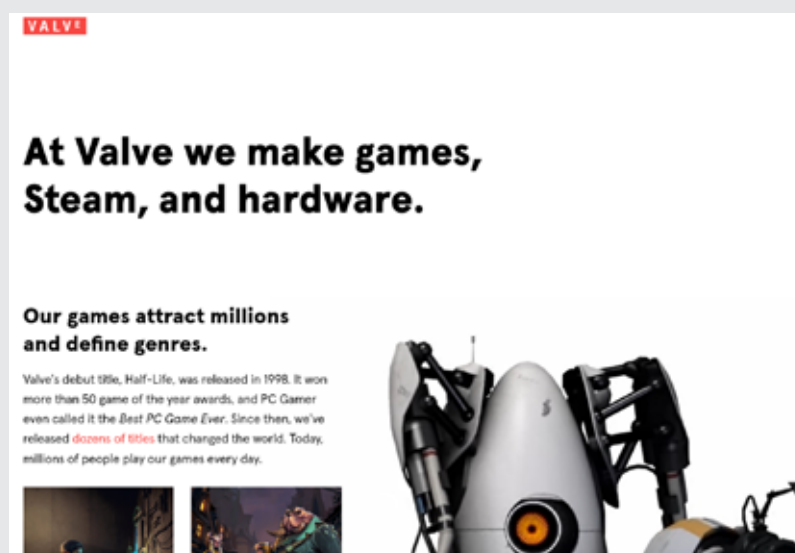 VALVE
At Valve we make games,
Steam, and hardware.
Our games attract millions
and define genres.
Valve's debut title, Half-Life, was released in 1998. It won
more than 50 game of the year awards, and PC Gamer
even called it the Best PC Game Ever. Since then, we've
released dozens of titles that changed the world. Today,
millions of people play our games every day.